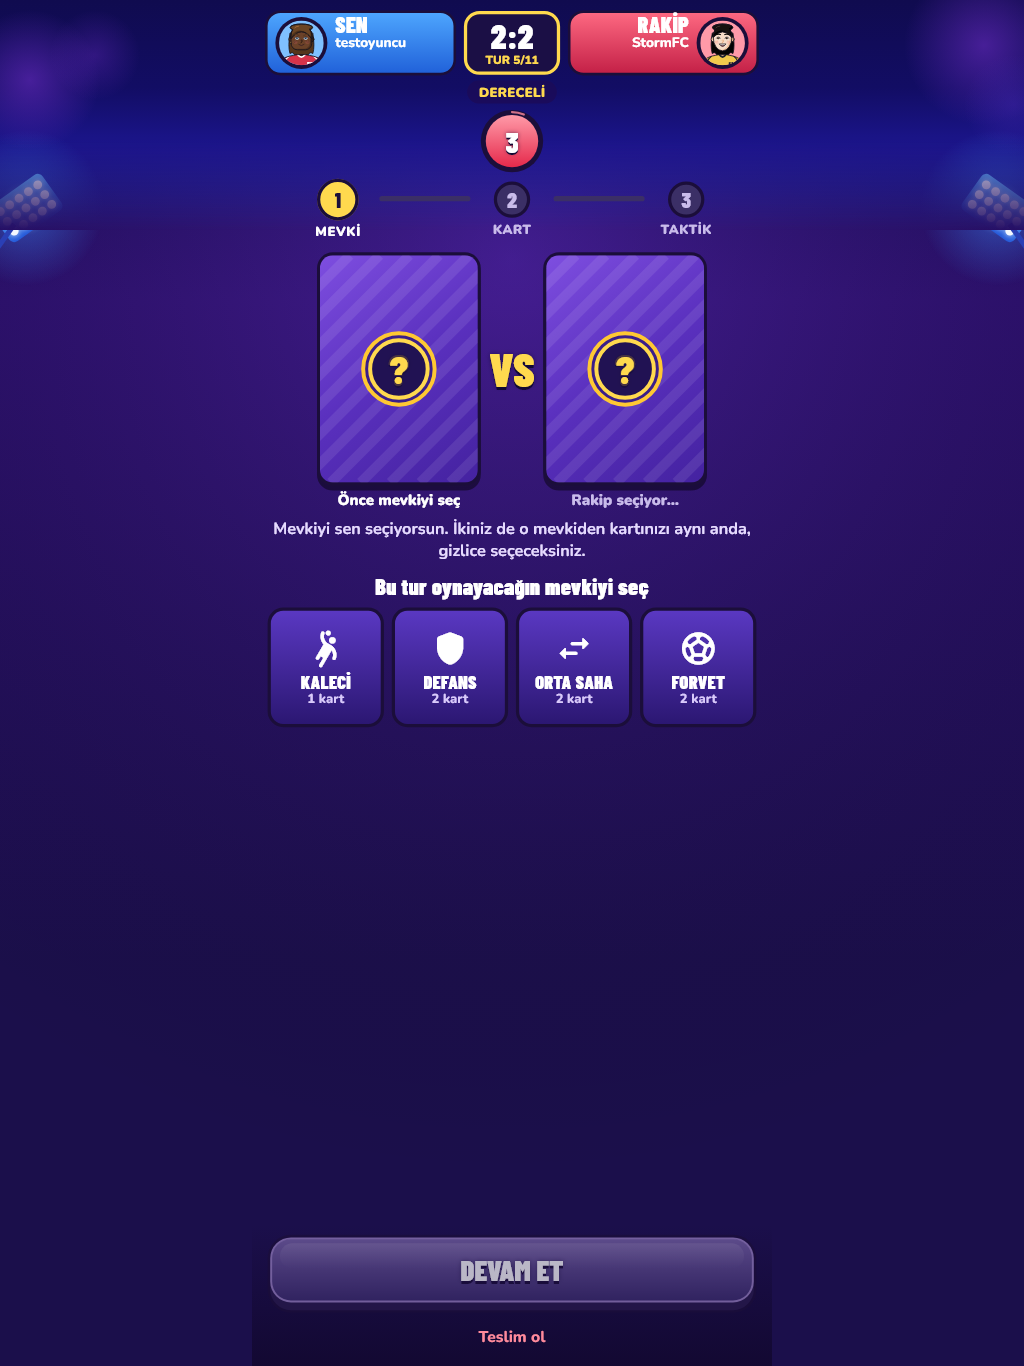 SEN
testoyuncu
2:2
TUR 5/11
RAKİP
StormFC
DERECELİ
3
1
2
3
MEVKİ
KART
TAKTİK
?
VS
?
Önce mevkiyi seç
Rakip seçiyor...
Mevkiyi sen seçiyorsun. İkiniz de o mevkiden kartınızı aynı anda,
gizlice seçeceksiniz.
Bu tur oynayacağın mevkiyi seç
KALECİ
1 kart
DEFANS
2 kart
ORTA SAHA
2 kart
FORVET
2 kart
DEVAM ET
Teslim ol